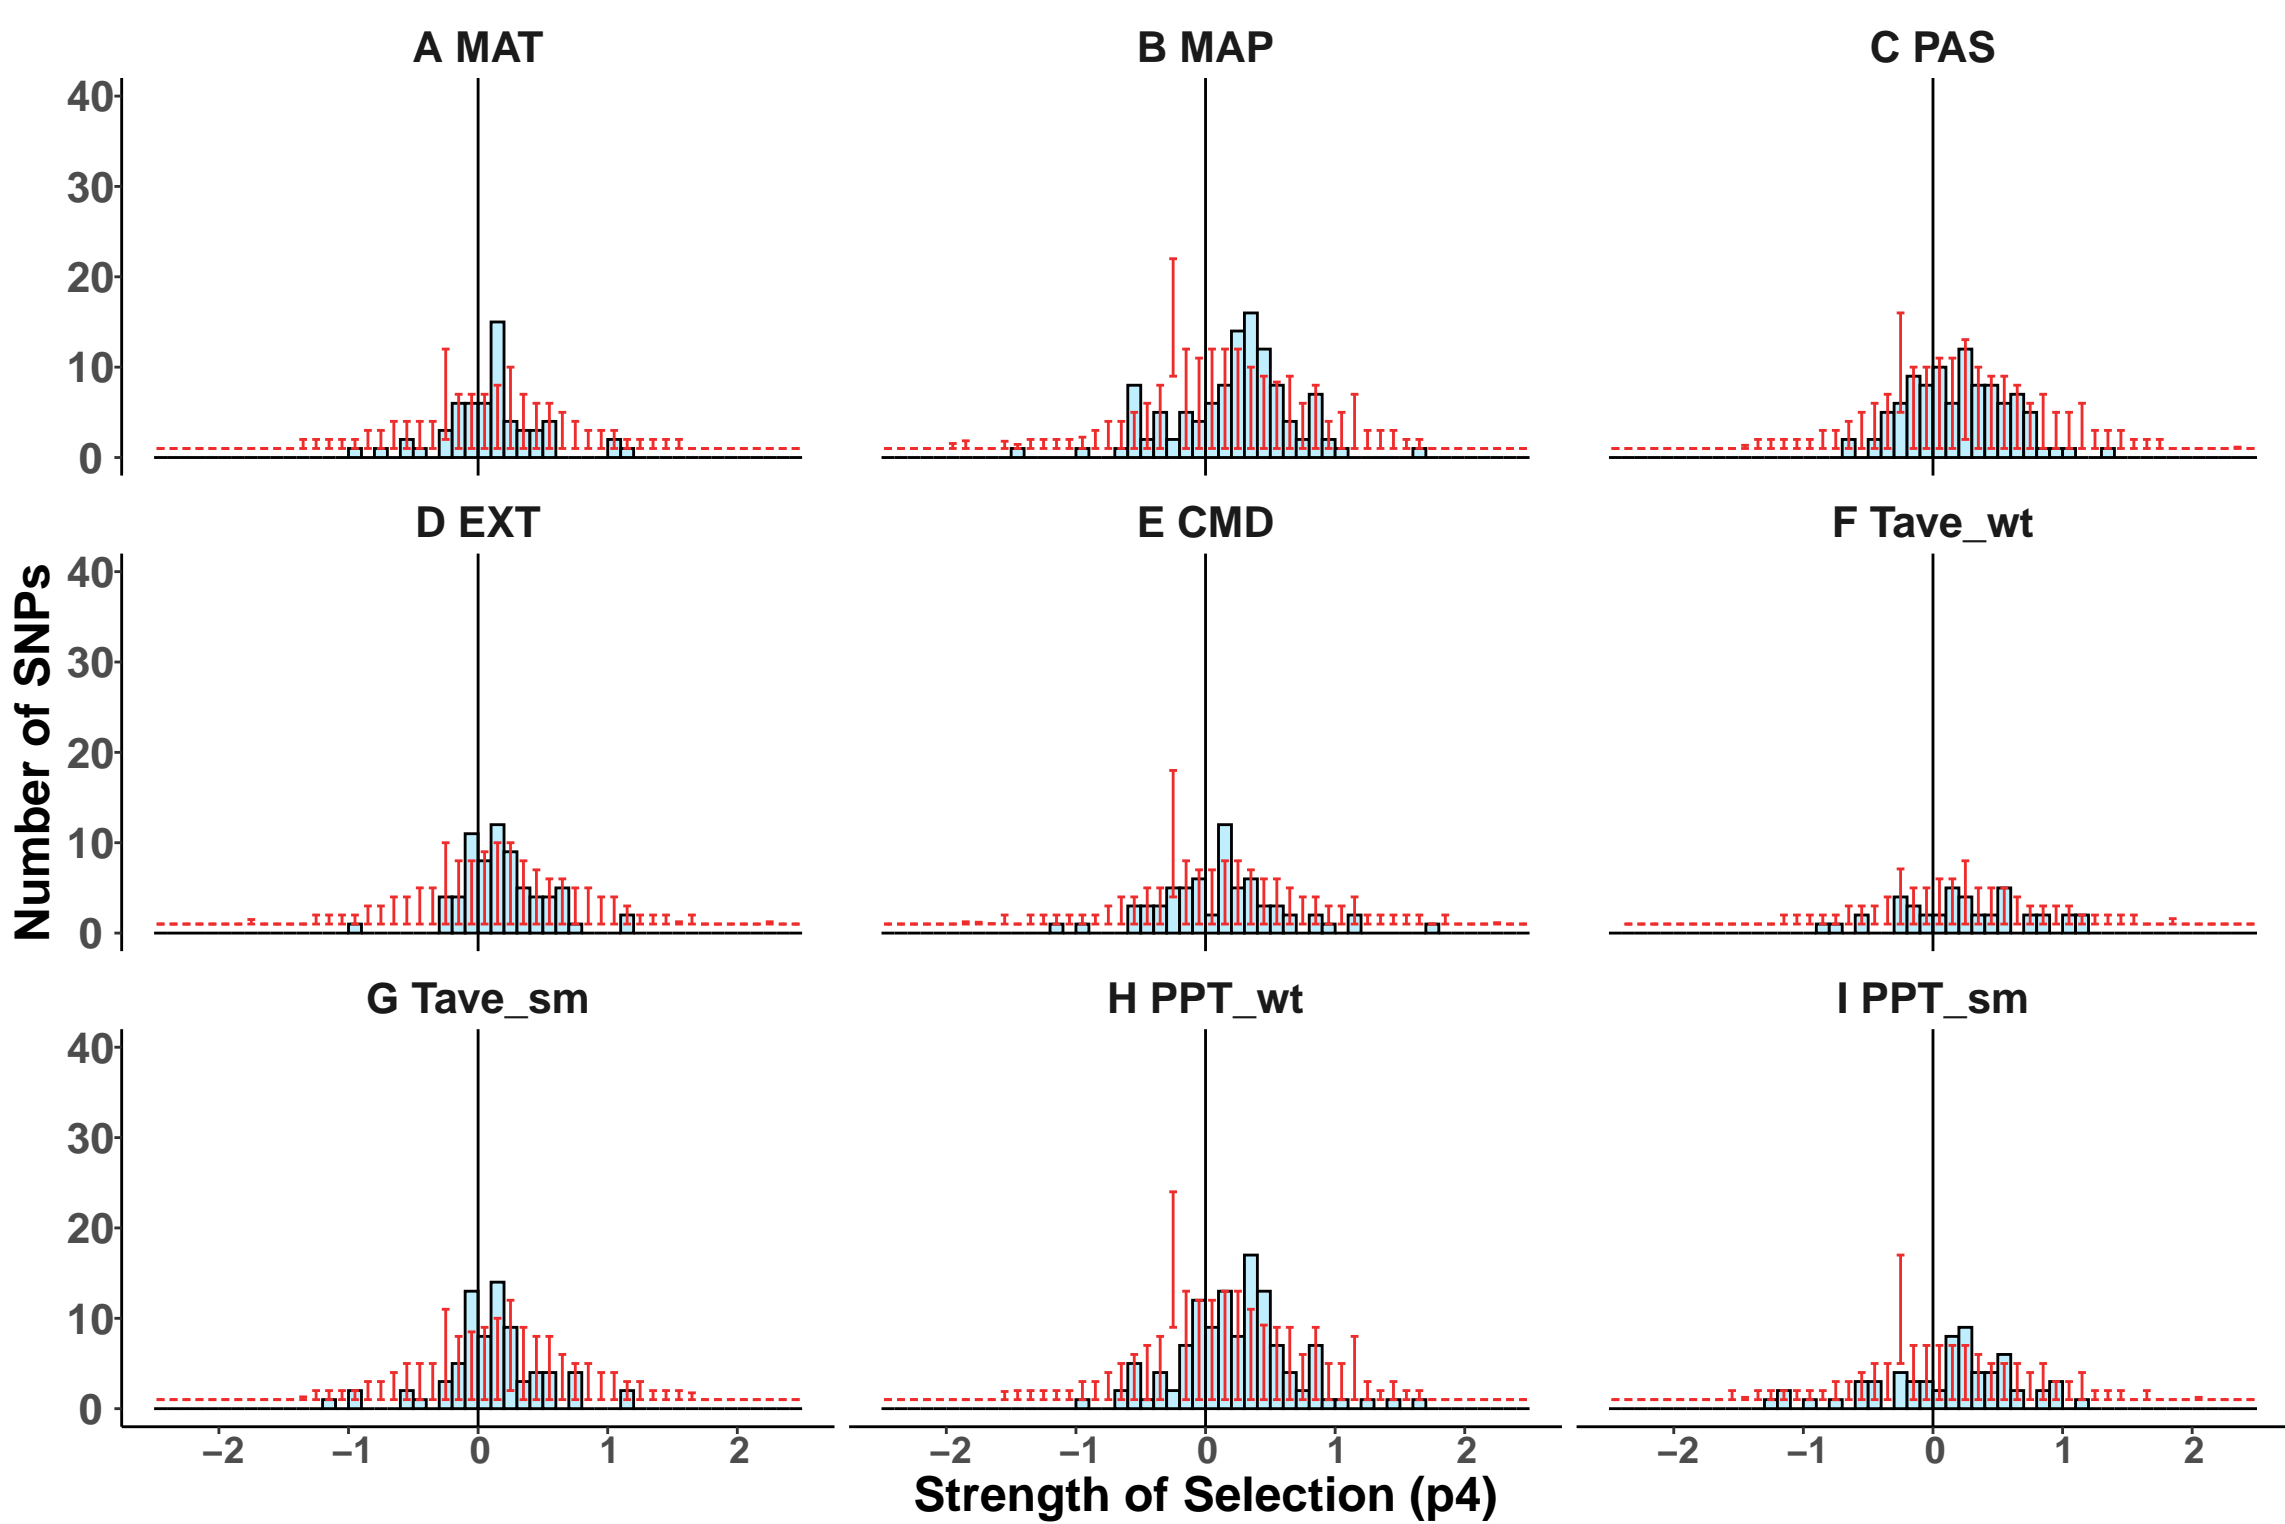 A MAT
B MAP
C PAS
40
30
20
10
0
D EXT
E CMD
F Tave_wt
40
30
20
10
0
Number of SNPs
G Tave_sm
H PPT_wt
I PPT_sm
40
30
20
10
0
−2 −1 0 1 2
−2 −1 0 1 2
−2 −1 0 1 2
Strength of Selection (p4)